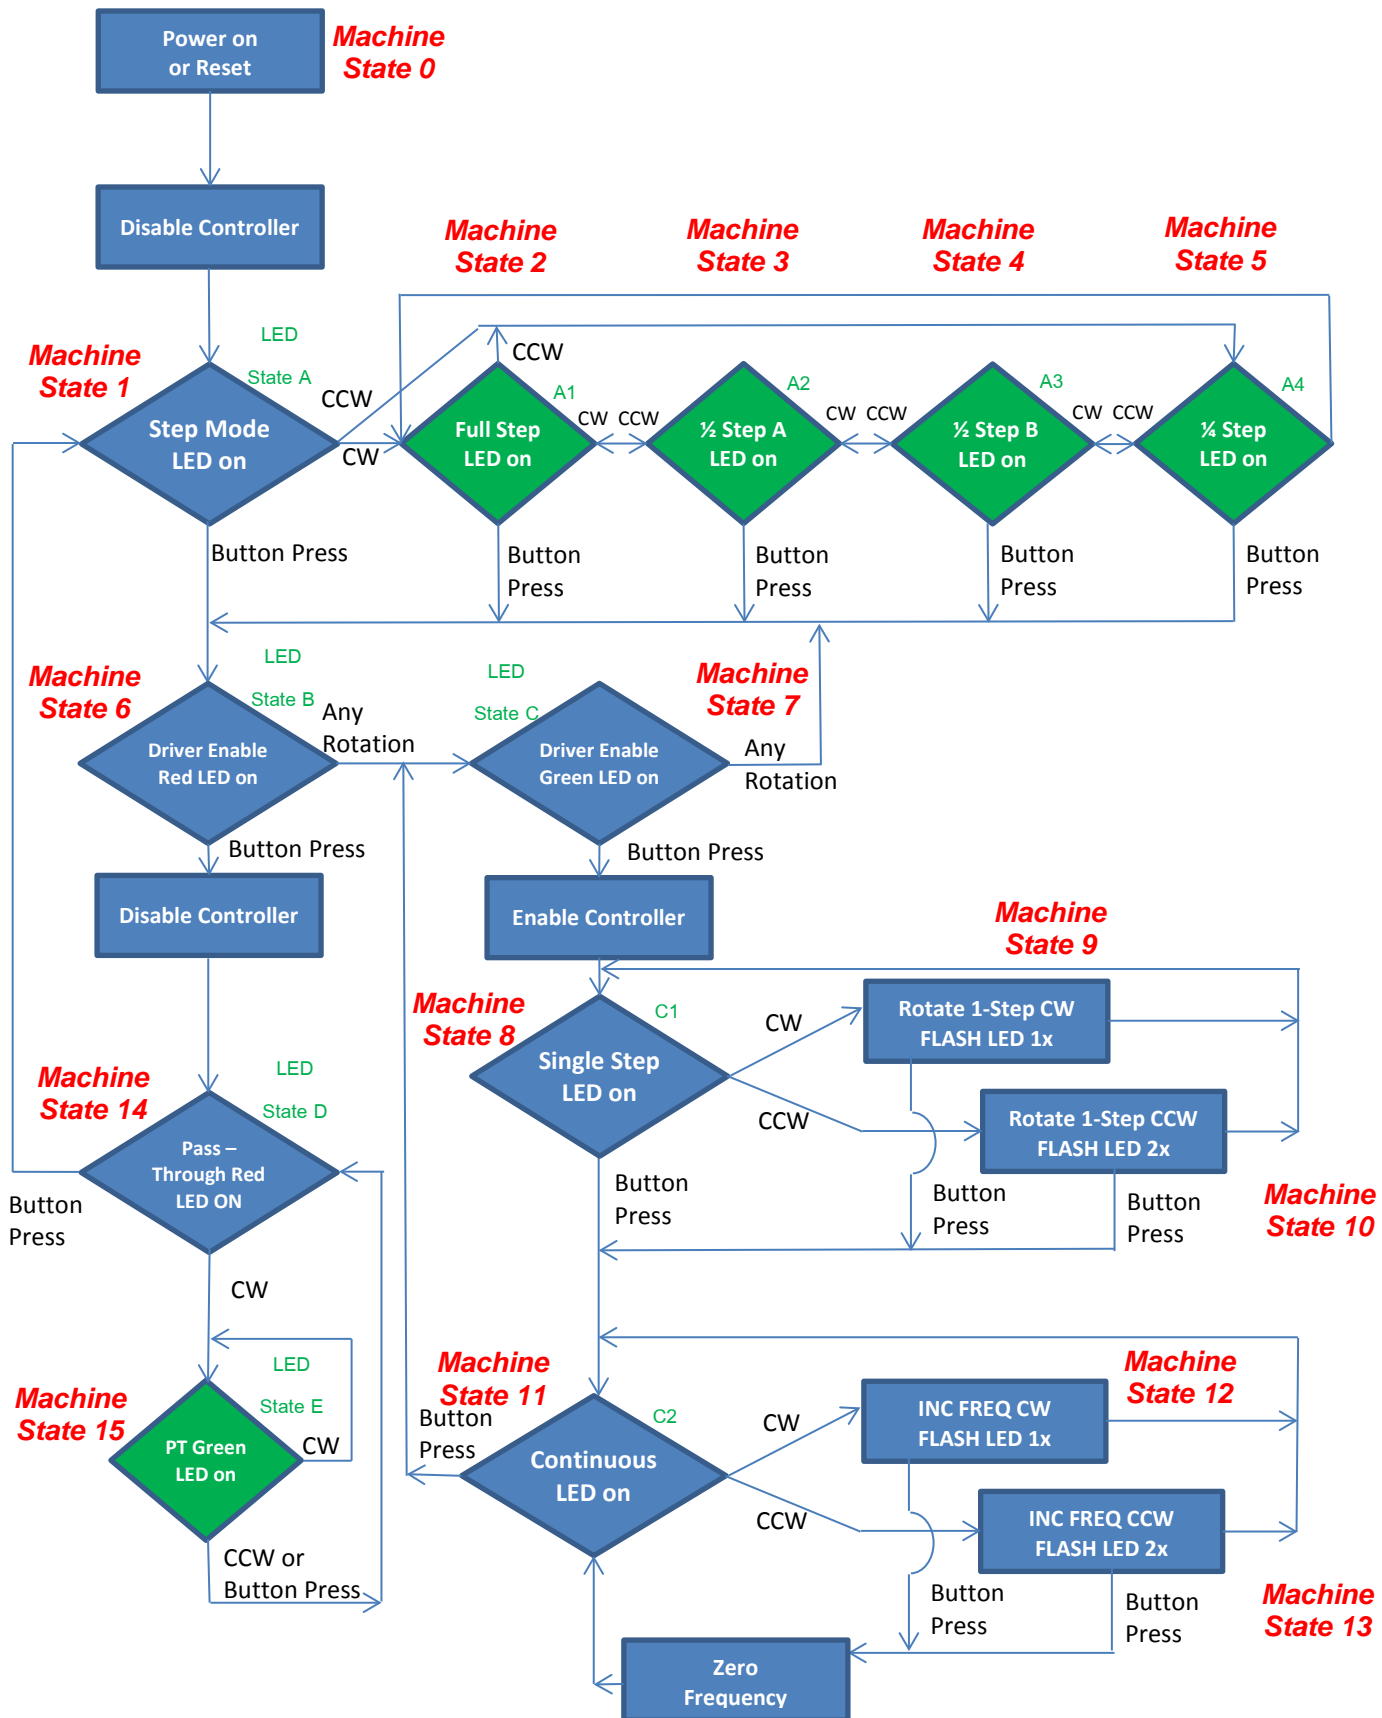 Power on
or Reset
Machine
State 0
Disable Controller
Machine
State 2
Machine
State 3
Machine
State 4
Machine
State 5
LED
State A
Machine
State 1
CCW
CW
Step Mode
LED on
CCW
A1
Full Step
LED on
CW
CCW
A2
½ Step A
LED on
CW
CCW
A3
½ Step B
LED on
CW
CCW
A4
¼ Step
LED on
Button Press
Button
Press
Button
Press
Button
Press
Button
Press
LED
State B
Machine
State 6
Driver Enable
Red LED on
Any
Rotation
LED
State C
Machine
State 7
Driver Enable
Green LED on
Any
Rotation
Button Press
Button Press
Disable Controller
Enable Controller
Machine
State 9
Machine
State 8
C1
Single Step
LED on
CW
CCW
Rotate 1-Step CW
FLASH LED 1x
Rotate 1-Step CCW
FLASH LED 2x
Machine
State 10
Button
Press
Button
Press
Button
Press
LED
State D
Machine
State 14
Pass –
Through Red
LED ON
Button
Press
CW
LED
State E
Machine
State 15
PT Green
LED on
CW
CCW or
Button Press
Machine
State 11
Button
Press
C2
Continuous
LED on
CW
CCW
Machine
State 12
INC FREQ CW
FLASH LED 1x
INC FREQ CCW
FLASH LED 2x
Machine
State 13
Button
Press
Button
Press
Zero
Frequency